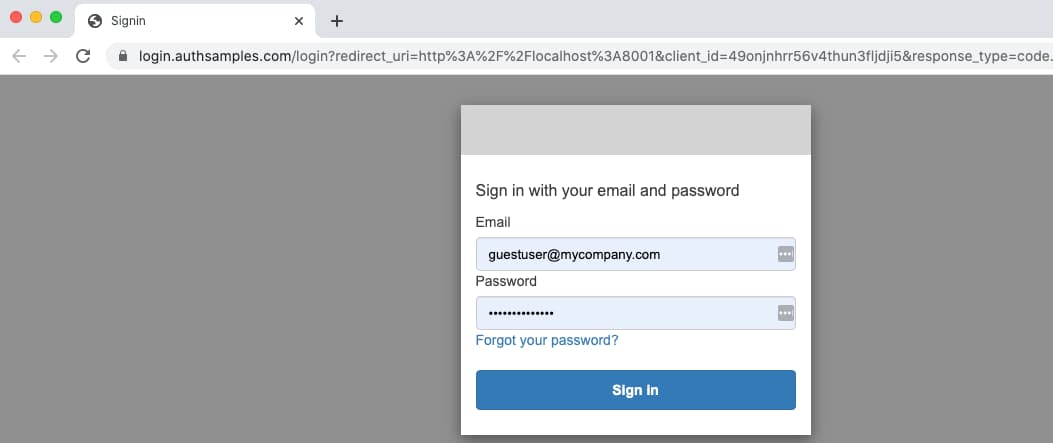 Signin
login.authsamples.com/login?redirect_uri=http%3A%2F%2Flocalhost%3A8001&client_id=49onjnhrr56v4thun3fljdji5&response_type=code.
Sign in with your email and password
Email
guestuser@mycompany.com
Password
••••••••••••••
Forgot your password?
Sign in